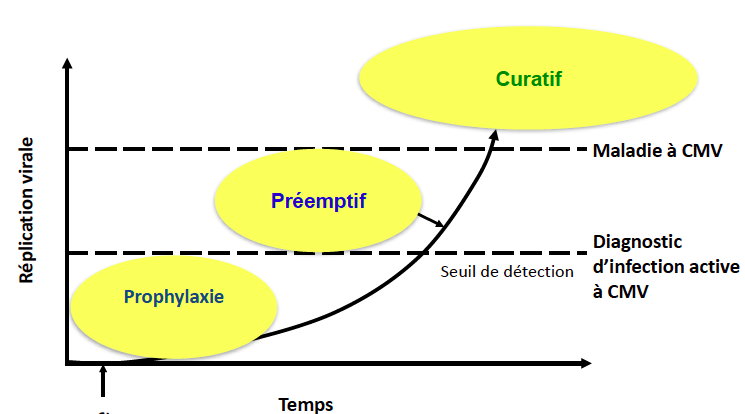 Curatif
Maladie à CMV
Préemptif
Réplication virale
Diagnostic
d'infection active
à CMV
Seuil de détection
Prophylaxie
Temps